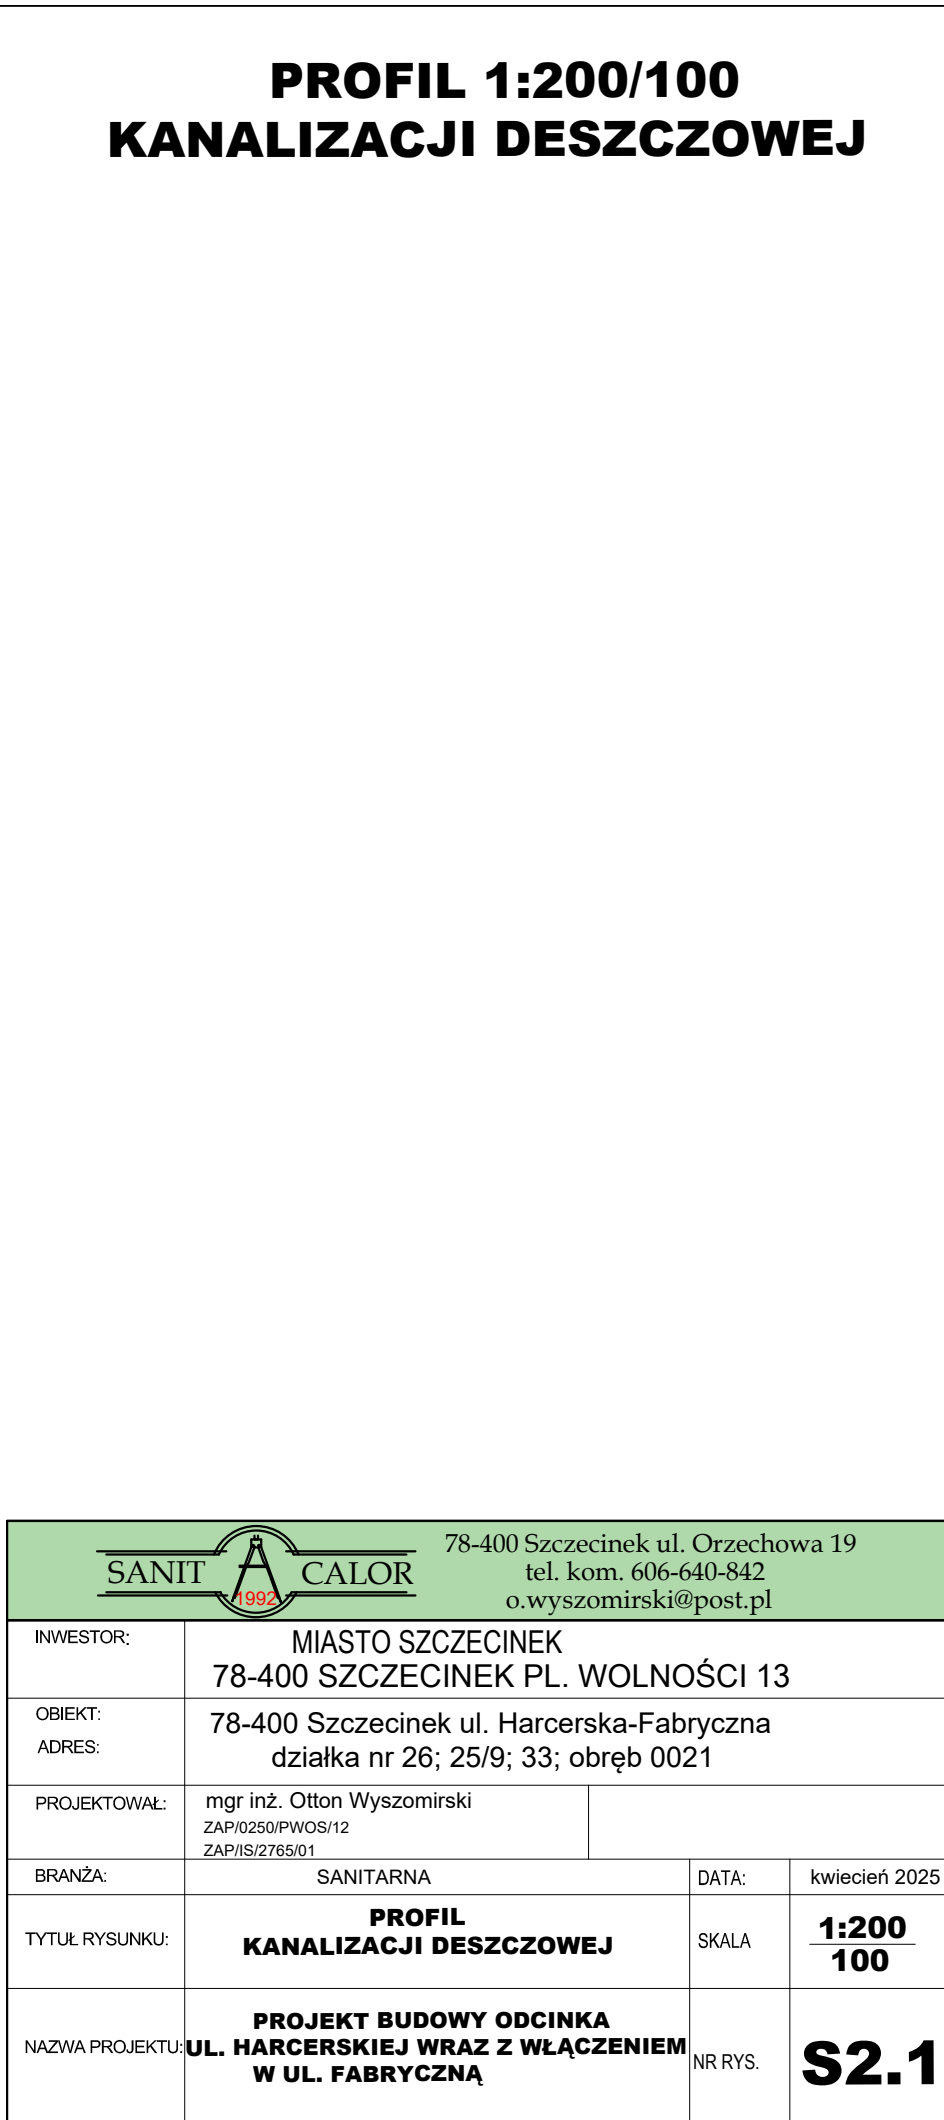 PROFIL 1:200/100
KANALIZACJI DESZCZOWEJ
SANIT CALOR
1992
78-400 Szczecinek ul. Orzechowa 19
tel. kom. 606-640-842
o.wyszomirski@post.pl
INWESTOR:
MIASTO SZCZECINEK
78-400 SZCZECINEK PL. WOLNOŚCI 13
OBIEKT:
ADRES:
78-400 Szczecinek ul. Harcerska-Fabryczna
działka nr 26; 25/9; 33; obręb 0021
PROJEKTOWAŁ:
mgr inż. Otton Wyszomirski
ZAP/0250/PWOS/12
ZAP/IS/2765/01
BRANŻA:
SANITARNA
DATA:
kwiecień 2025
TYTUŁ RYSUNKU:
PROFIL
KANALIZACJI DESZCZOWEJ
SKALA
1:200
100
NAZWA PROJEKTU:
PROJEKT BUDOWY ODCINKA
UL. HARCERSKIEJ WRAZ Z WŁĄCZENIEM
W UL. FABRYCZNĄ
NR RYS.
S2.1